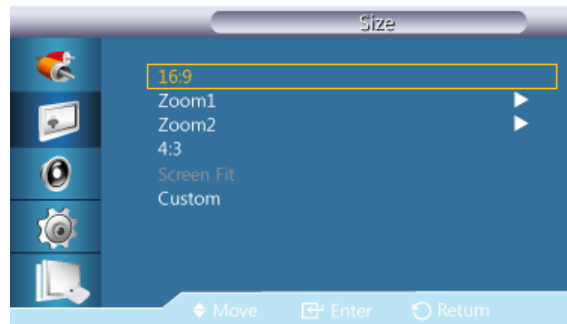 Size
16:9
Zoom1
Zoom2
4:3
Screen Fit
Custom
Move Enter Return